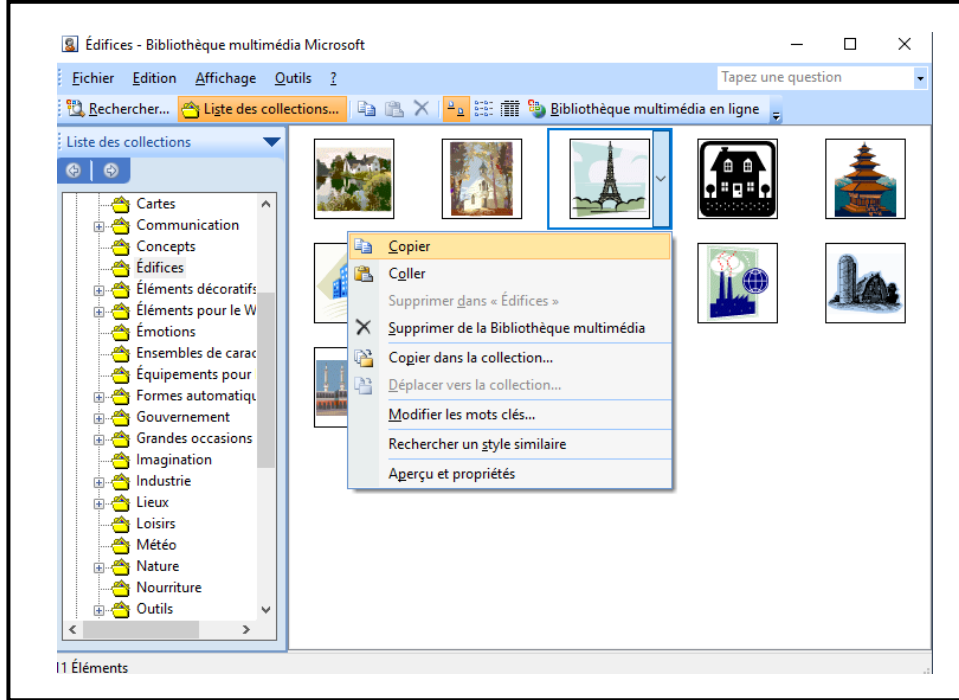 Édifices - Bibliothèque multimédia Microsoft
Fichier Edition Affichage Outils ?
Tapez une question
Rechercher... Liste des collections... Bibliothèque multimédia en ligne
Liste des collections
Cartes
Communication
Concepts
Édifices
Éléments décoratifs
Éléments pour le W
Émotions
Ensembles de carac
Équipements pour
Formes automatiqu
Gouvernement
Grandes occasions
Imagination
Industrie
Lieux
Loisirs
Météo
Nature
Nourriture
Outils
Copier
Coller
Supprimer dans « Édifices »
Supprimer de la Bibliothèque multimédia
Copier dans la collection...
Déplacer vers la collection...
Modifier les mots clés...
Rechercher un style similaire
Aperçu et propriétés
11 Éléments